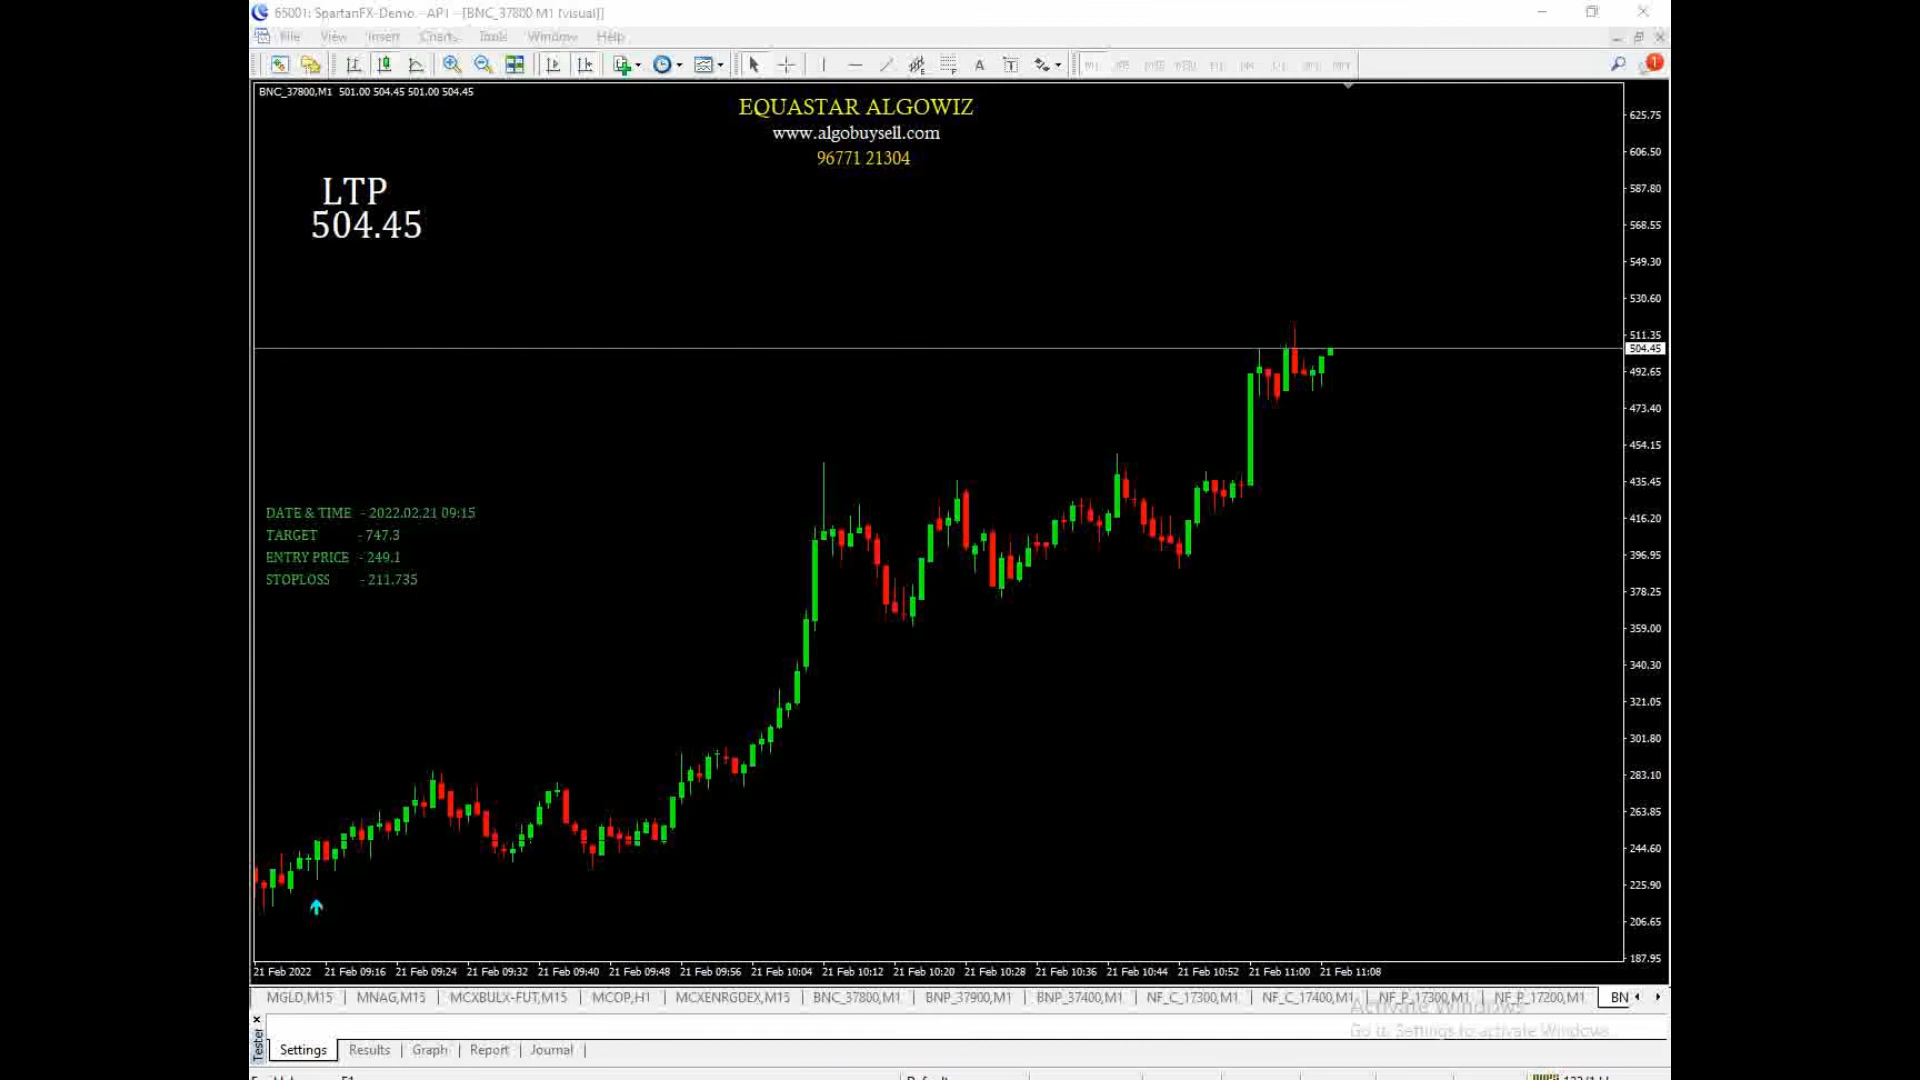 65001: SpartanFX-Demo - API - [BNC_37800 M1 (visual)]
File View Insert Charts Tools Window Help
1
BNC_37800,M1 501.00 504.45 501.00 504.45
EQUASTAR ALGOWIZ
www.algobuysell.com
96771 21304
LTP
504.45
625.75
606.50
587.80
568.55
549.30
530.60
511.35
504.45
492.65
473.40
454.15
435.45
416.20
396.95
378.25
359.00
340.30
321.05
301.80
283.10
263.85
244.60
225.90
206.65
187.95
DATE & TIME - 2022.02.21 09:15
TARGET - 747.3
ENTRY PRICE - 249.1
STOPLOSS - 211.735
21 Feb 2022 21 Feb 09:16 21 Feb 09:24 21 Feb 09:32 21 Feb 09:40 21 Feb 09:48 21 Feb 09:56 21 Feb 10:04 21 Feb 10:12 21 Feb 10:20 21 Feb 10:28 21 Feb 10:36 21 Feb 10:44 21 Feb 10:52 21 Feb 11:00 21 Feb 11:08
MGLD,M15 MNAG,M15 MCXBULX-FUT,M15 MCOP,H1 MCXENRGDEX,M15 BNC_37800,M1 BNP_37900,M1 BNP_37400,M1 NF_C_17300,M1 NF_C_17400,M1 NF_P_17300,M1 NF_P_17200,M1 BN
Activate Windows
Go to Settings to activate Windows.
Tester
Settings Results Graph Report Journal